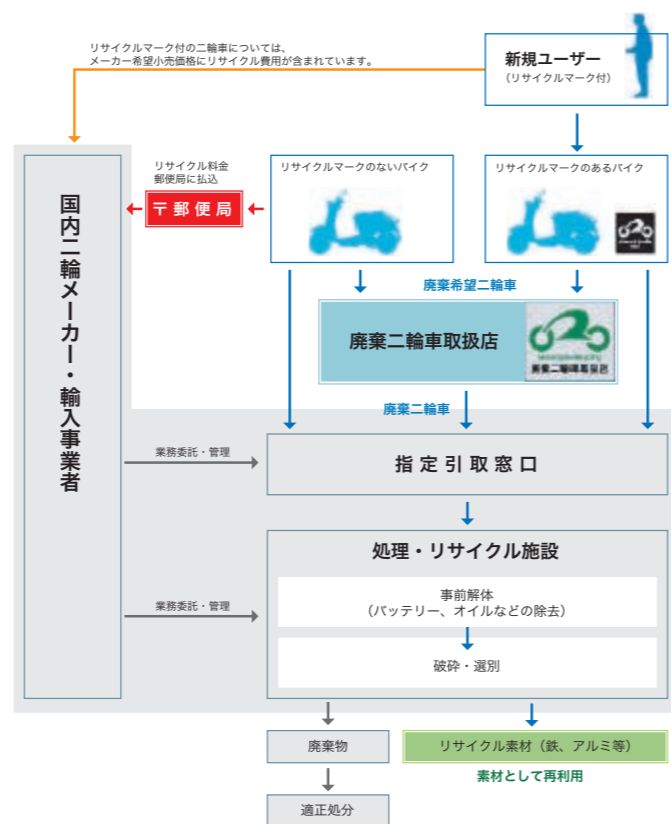 リサイクルマーク付の二輪車については、
メーカー希望小売価格にリサイクル費用が含まれています。
新規ユーザー
（リサイクルマーク付）
リサイクル料金
郵便局に払込
〒郵便局
リサイクルマークのないバイク
リサイクルマークのあるバイク
国内二輪メーカー・輸入事業者
廃棄希望二輪車
廃棄二輪車取扱店
廃棄二輪車取扱店
廃棄二輪車
業務委託・管理
指定引取窓口
処理・リサイクル施設
事前解体
（バッテリー、オイルなどの除去）
業務委託・管理
破砕・選別
廃棄物
リサイクル素材（鉄、アルミ等）
素材として再利用
適正処分